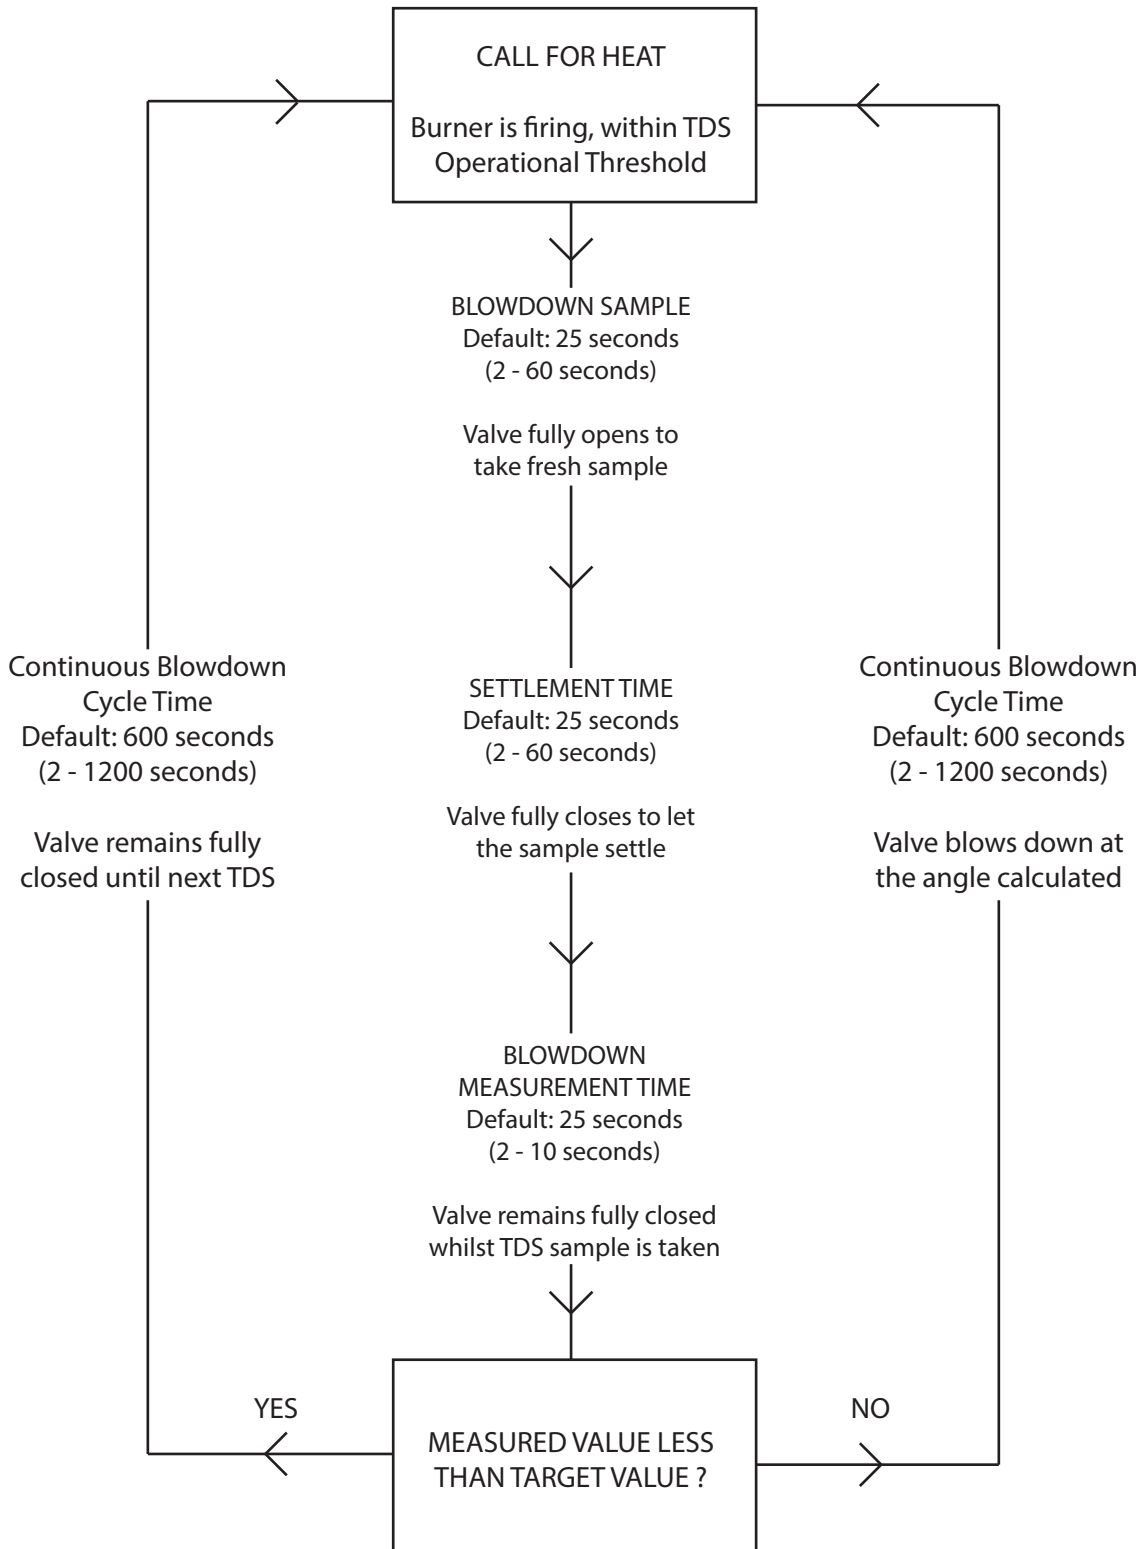 CALL FOR HEAT
Burner is firing, within TDS
Operational Threshold
BLOWDOWN SAMPLE
Default: 25 seconds
(2 - 60 seconds)
Valve fully opens to
take fresh sample
Continuous Blowdown
Cycle Time
Default: 600 seconds
(2 - 1200 seconds)
Valve remains fully
closed until next TDS
SETTLEMENT TIME
Default: 25 seconds
(2 - 60 seconds)
Valve fully closes to let
the sample settle
Continuous Blowdown
Cycle Time
Default: 600 seconds
(2 - 1200 seconds)
Valve blows down at
the angle calculated
BLOWDOWN
MEASUREMENT TIME
Default: 25 seconds
(2 - 10 seconds)
Valve remains fully closed
whilst TDS sample is taken
YES
NO
MEASURED VALUE LESS
THAN TARGET VALUE ?